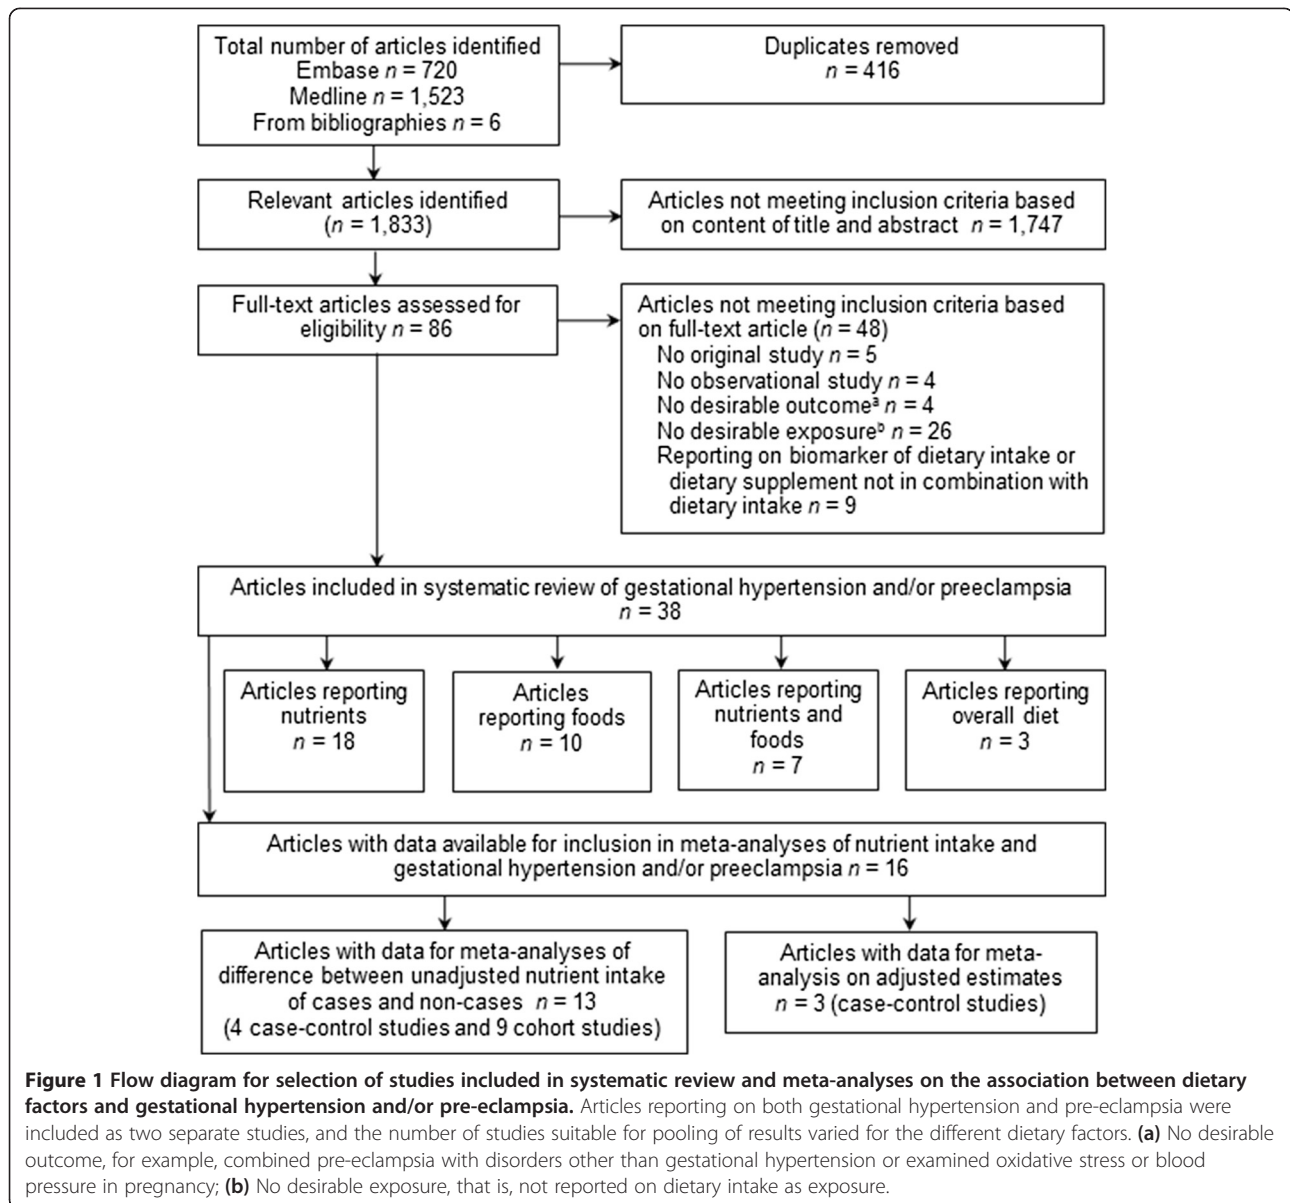 Total number of articles identified
Embase n = 720
Medline n = 1,523
From bibliographies n = 6
Duplicates removed
n = 416
Relevant articles identified
(n = 1,833)
Articles not meeting inclusion criteria based
on content of title and abstract n = 1,747
Full-text articles assessed for
eligibility n = 86
Articles not meeting inclusion criteria based
on full-text article (n = 48)
No original study n = 5
No observational study n = 4
No desirable outcomeᵃ n = 4
No desirable exposureᵇ n = 26
Reporting on biomarker of dietary intake or
dietary supplement not in combination with
dietary intake n = 9
Articles included in systematic review of gestational hypertension and/or preeclampsia
n = 38
Articles reporting
nutrients
n = 18
Articles
reporting foods
n = 10
Articles reporting
nutrients and
foods
n = 7
Articles reporting
overall diet
n = 3
Articles with data available for inclusion in meta-analyses of nutrient intake and
gestational hypertension and/or preeclampsia n = 16
Articles with data for meta-analyses of
difference between unadjusted nutrient intake
of cases and non-cases n = 13
(4 case-control studies and 9 cohort studies)
Articles with data for meta-
analysis on adjusted estimates
n = 3 (case-control studies)
Figure 1 Flow diagram for selection of studies included in systematic review and meta-analyses on the association between dietary
factors and gestational hypertension and/or pre-eclampsia. Articles reporting on both gestational hypertension and pre-eclampsia were
included as two separate studies, and the number of studies suitable for pooling of results varied for the different dietary factors. (a) No desirable
outcome, for example, combined pre-eclampsia with disorders other than gestational hypertension or examined oxidative stress or blood
pressure in pregnancy; (b) No desirable exposure, that is, not reported on dietary intake as exposure.